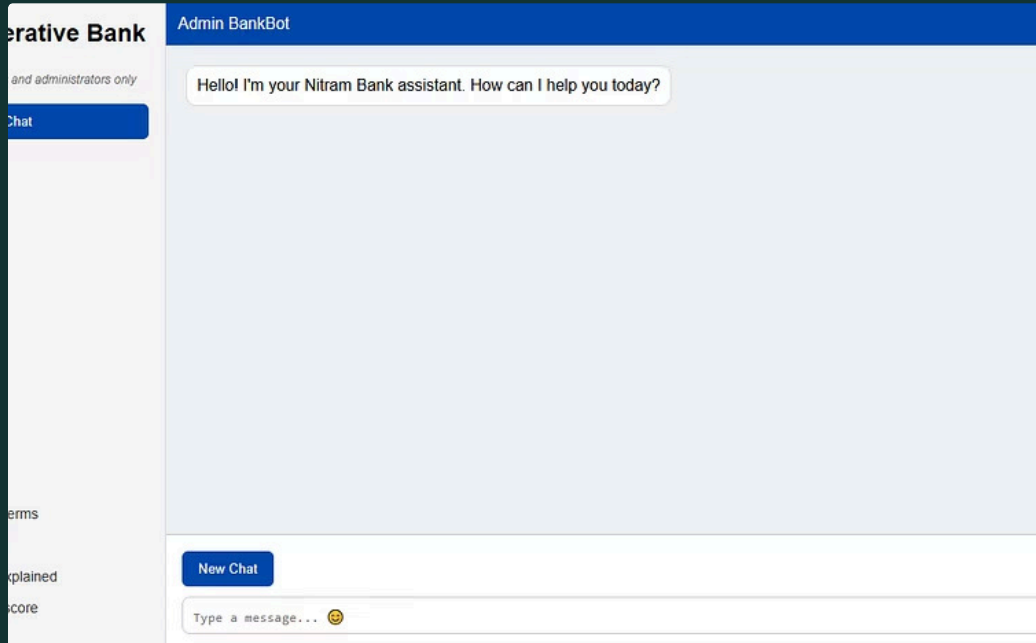 erative Bank
and administrators only
Chat
erms
xplained
score
Admin BankBot
Hello! I'm your Nitram Bank assistant. How can I help you today?
New Chat
Type a message... 😊